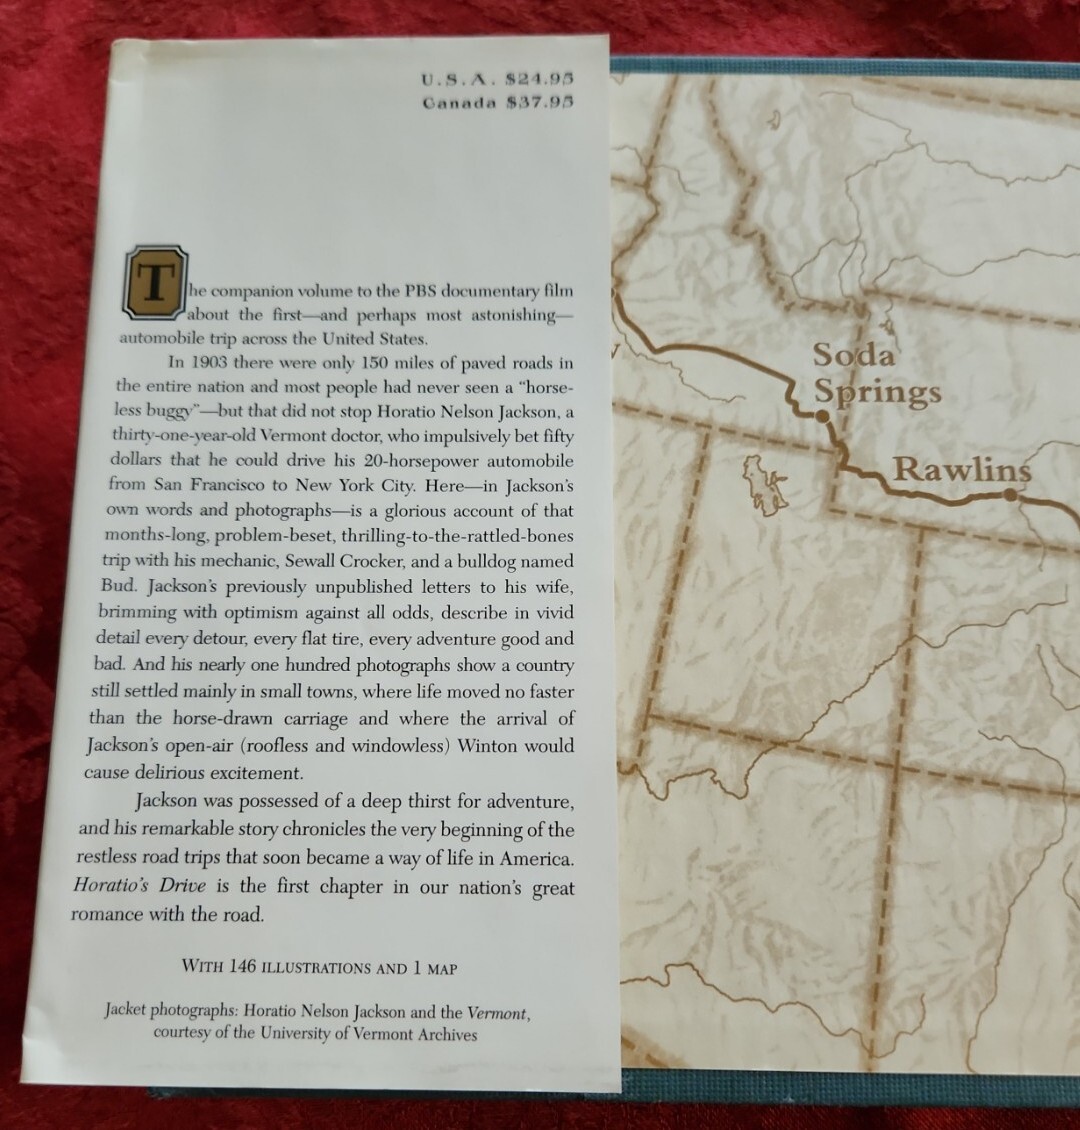 U.S.A. $24.95
Canada $37.95
The companion volume to the PBS documentary film
about the first—and perhaps most astonishing—
automobile trip across the United States.
In 1903 there were only 150 miles of paved roads in
the entire nation and most people had never seen a “horse-
less buggy”—but that did not stop Horatio Nelson Jackson, a
thirty-one-year-old Vermont doctor, who impulsively bet fifty
dollars that he could drive his 20-horsepower automobile
from San Francisco to New York City. Here—in Jackson’s
own words and photographs—is a glorious account of that
months-long, problem-beset, thrilling-to-the-rattled-bones
trip with his mechanic, Sewall Crocker, and a bulldog named
Bud. Jackson’s previously unpublished letters to his wife,
brimming with optimism against all odds, describe in vivid
detail every detour, every flat tire, every adventure good and
bad. And his nearly one hundred photographs show a country
still settled mainly in small towns, where life moved no faster
than the horse-drawn carriage and where the arrival of
Jackson’s open-air (roofless and windowless) Winton would
cause delirious excitement.
Jackson was possessed of a deep thirst for adventure,
and his remarkable story chronicles the very beginning of the
restless road trips that soon became a way of life in America.
Horatio’s Drive is the first chapter in our nation’s great
romance with the road.
WITH 146 ILLUSTRATIONS AND 1 MAP
Jacket photographs: Horatio Nelson Jackson and the Vermont,
courtesy of the University of Vermont Archives
Soda
Springs
Rawlins